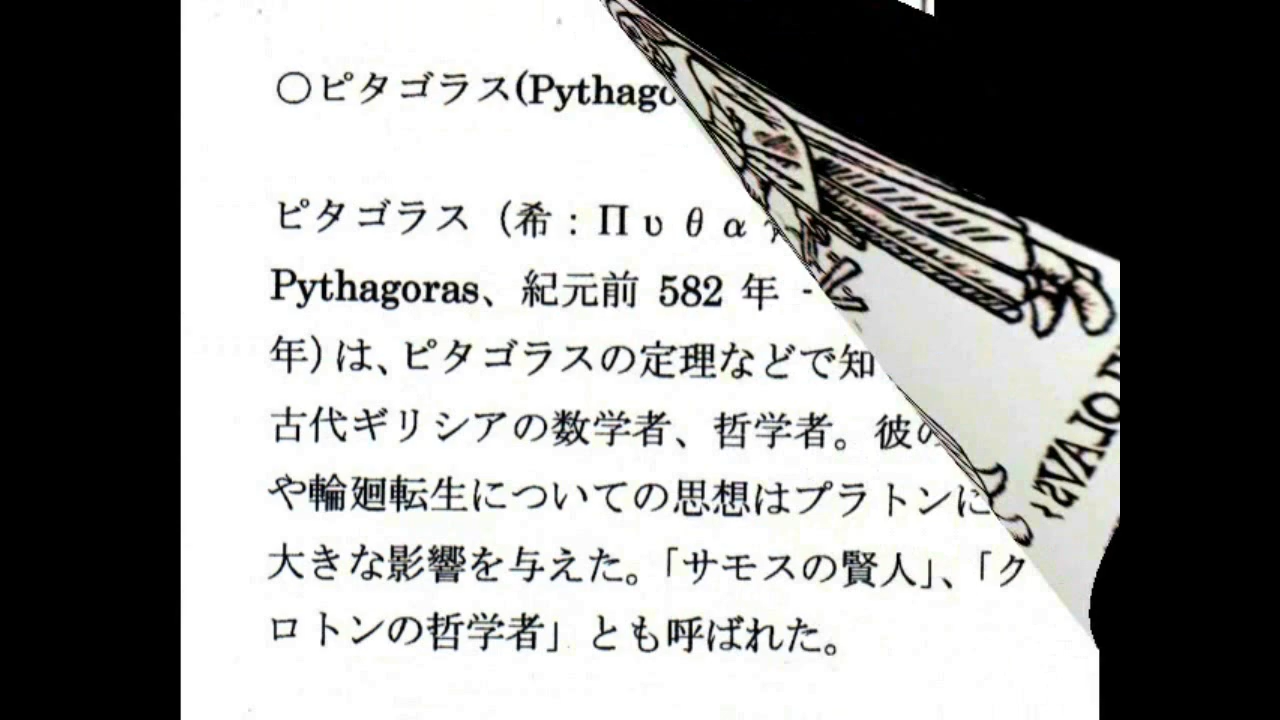 ○ピタゴラス(Pythago
ピタゴラス (希 : Π υ θ α γ
Pythagoras、紀元前 582 年 -
年)は、ピタゴラスの定理などで知
古代ギリシアの数学者、哲学者。彼の
や輪廻転生についての思想はプラトンに
大きな影響を与えた。「サモスの賢人」、「ク
ロトンの哲学者」とも呼ばれた。